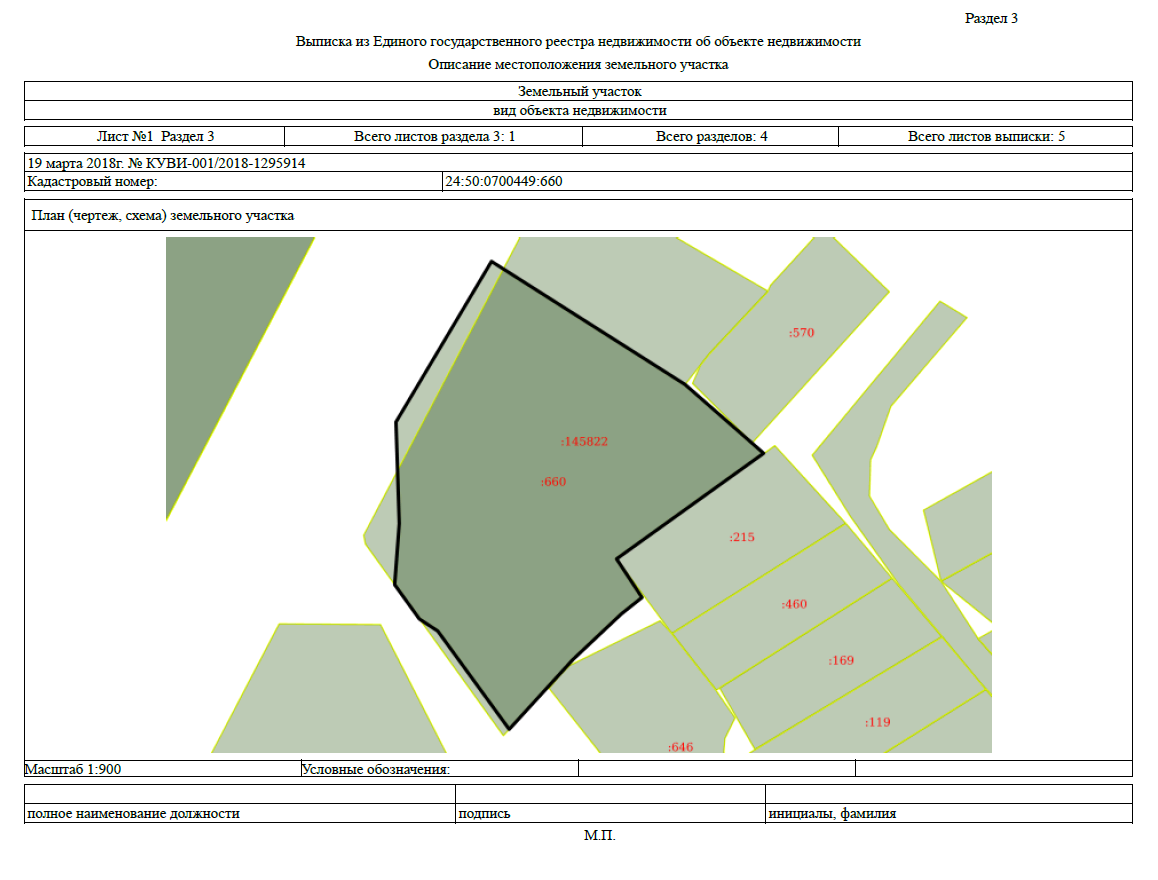 Раздел 3
Выписка из Единого государственного реестра недвижимости об объекте недвижимости
Описание местоположения земельного участка
Земельный участок
вид объекта недвижимости
Лист №1 Раздел 3 Всего листов раздела 3: 1 Всего разделов: 4 Всего листов выписки: 5
19 марта 2018г. № КУВИ-001/2018-1295914
Кадастровый номер: 24:50:0700449:660
План (чертеж, схема) земельного участка
:570
:145822
:660
:215
:460
:169
:119
:646
Масштаб 1:900 Условные обозначения:
полное наименование должности подпись инициалы, фамилия
М.П.